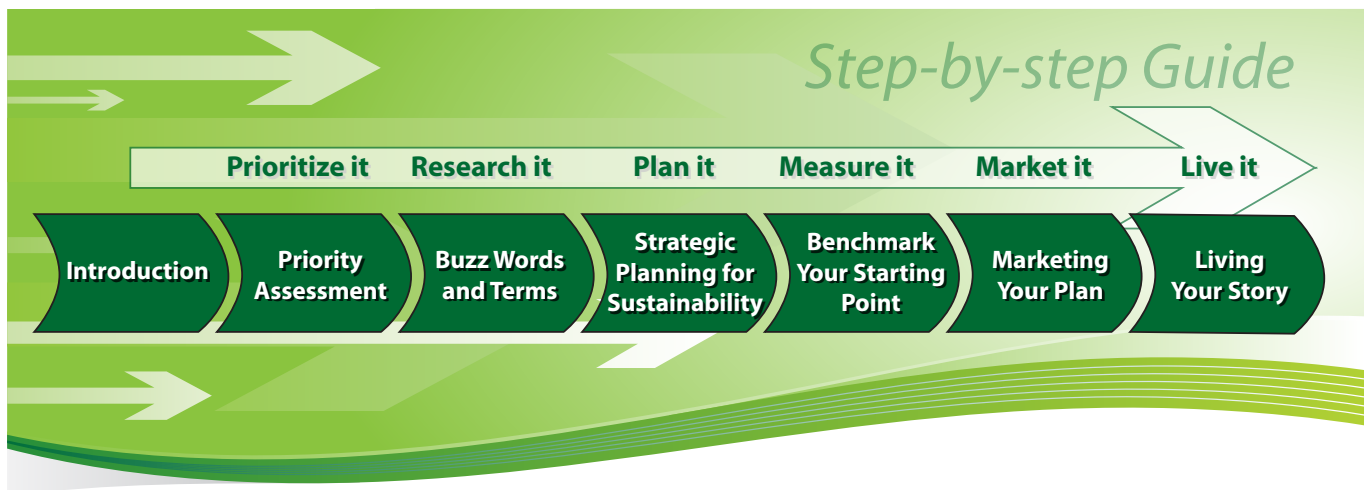 Step-by-step Guide
Prioritize it Research it Plan it Measure it Market it Live it
Introduction
Priority
Assessment
Buzz Words
and Terms
Strategic
Planning for
Sustainability
Benchmark
Your Starting
Point
Marketing
Your Plan
Living
Your Story